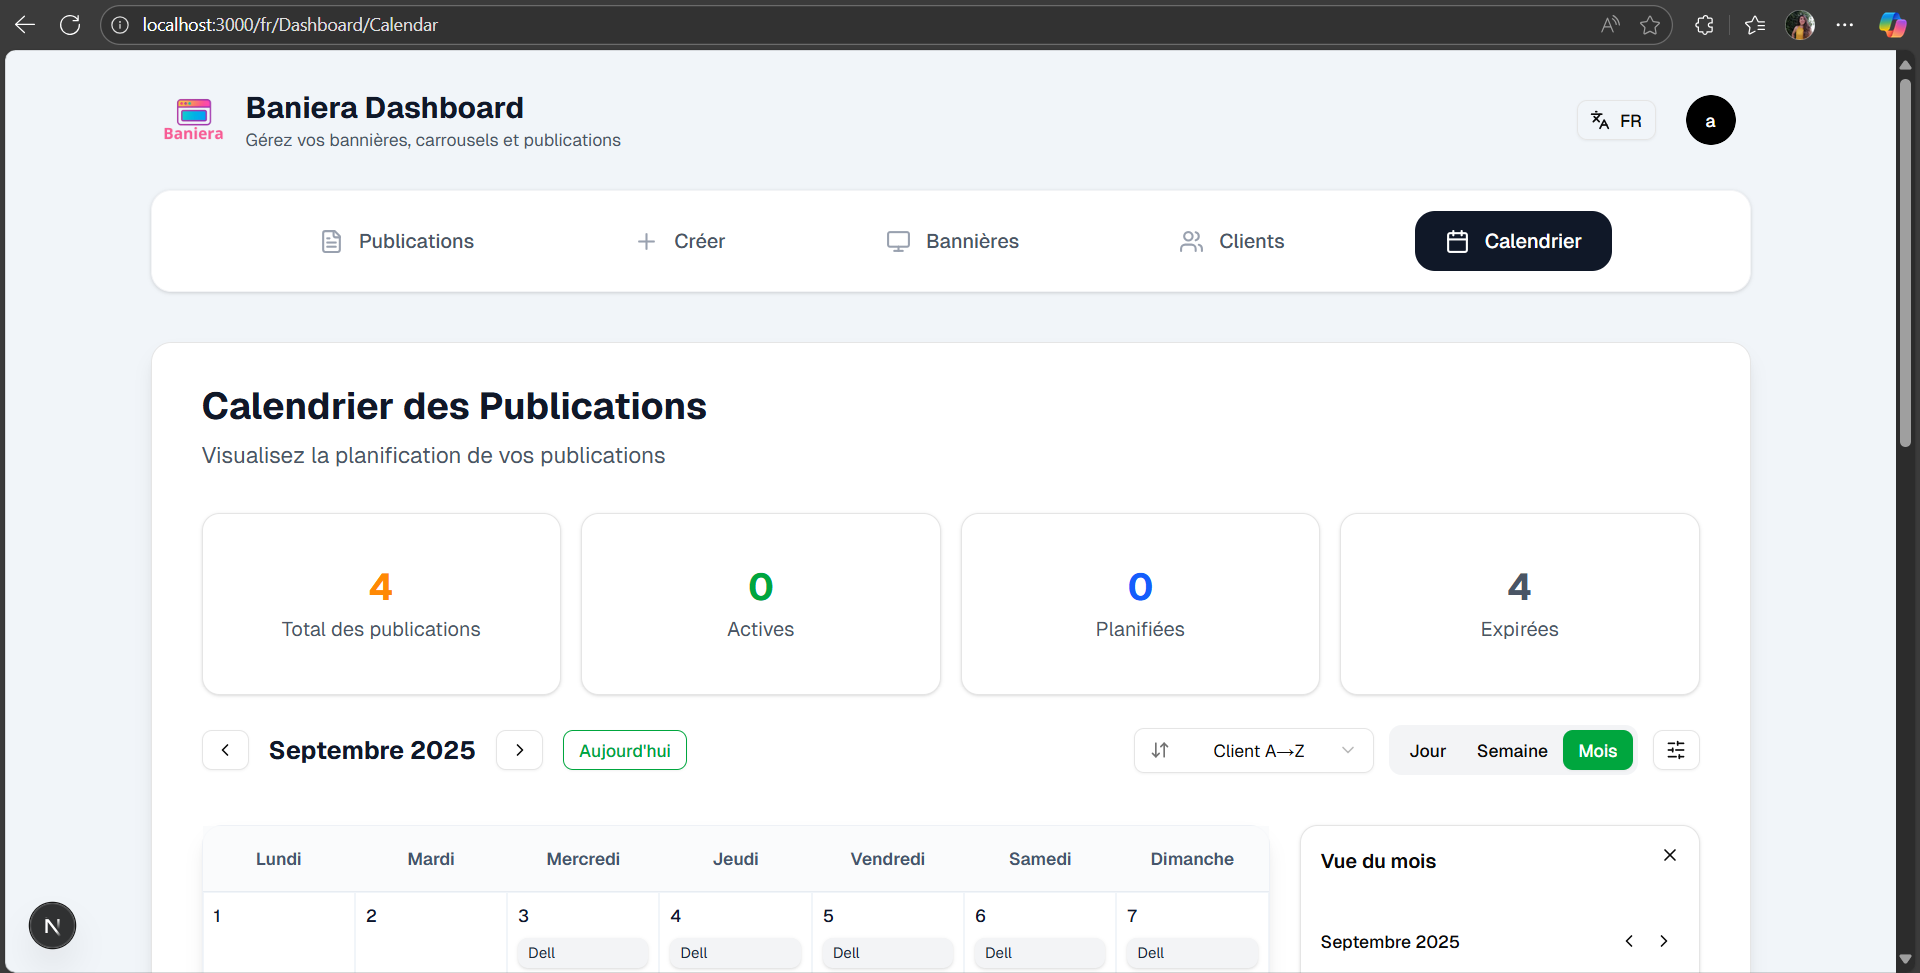 localhost:3000/fr/Dashboard/Calendar
Baniera
Baniera Dashboard
Gérez vos bannières, carrousels et publications
FR
a
Publications
Créer
Bannières
Clients
Calendrier
Calendrier des Publications
Visualisez la planification de vos publications
4
Total des publications
0
Actives
0
Planifiées
4
Expirées
Septembre 2025
Aujourd'hui
Client A→Z
Jour
Semaine
Mois
Lundi
Mardi
Mercredi
Jeudi
Vendredi
Samedi
Dimanche
1
2
3
4
5
6
7
Dell
Dell
Dell
Dell
Dell
Vue du mois
Septembre 2025
N